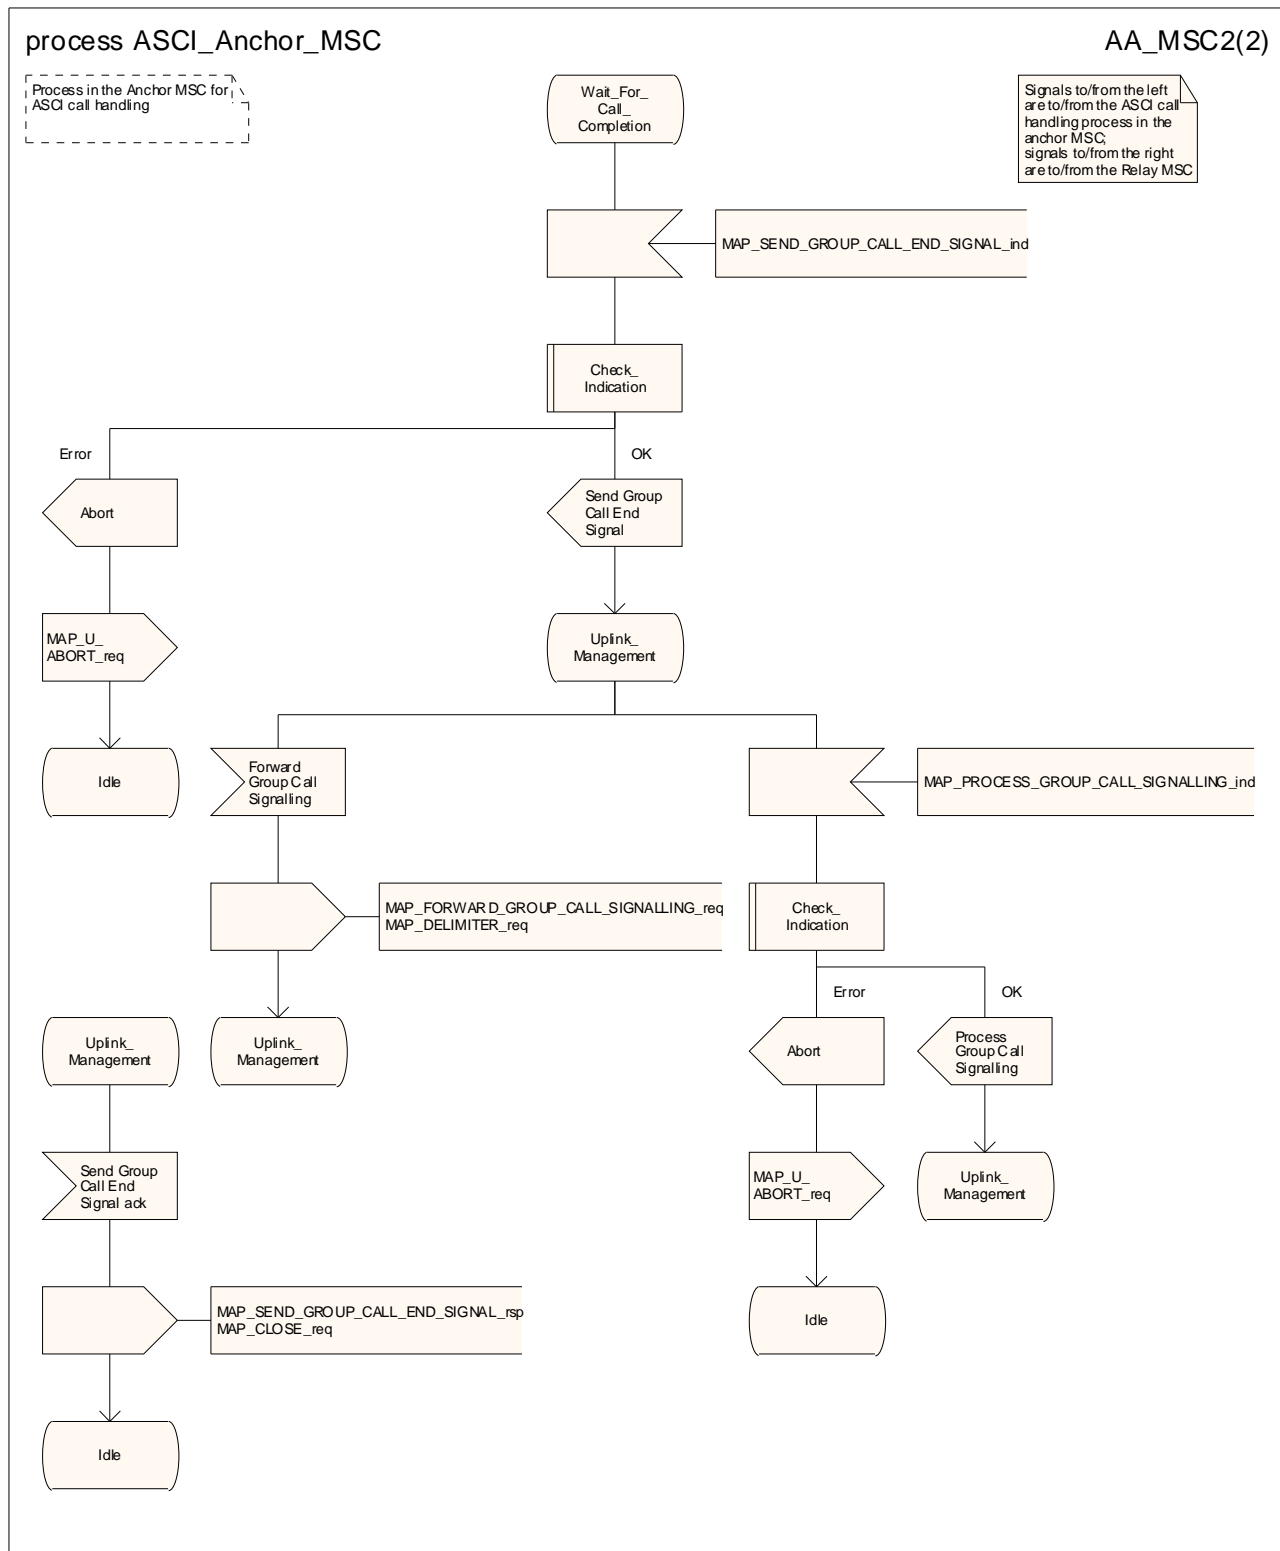 process ASCI_Anchor_MSC
AA_MSC2(2)
Process in the Anchor MSC for
ASCI call handling
Wait_For_
Call_
Completion
Signals to/from the left
are to/from the ASCI call
handling process in the
anchor MSC;
signals to/from the right
are to/from the Relay MSC
MAP_SEND_GROUP_CALL_END_SIGNAL_ind
Check_
Indication
Error
OK
Abort
Send Group
Call End
Signal
MAP_U_
ABORT_req
Uplink_
Management
Idle
Forward
Group Call
Signalling
MAP_PROCESS_GROUP_CALL_SIGNALLING_ind
MAP_FORWARD_GROUP_CALL_SIGNALLING_req
MAP_DELIMITER_req
Check_
Indication
Error
OK
Uplink_
Management
Uplink_
Management
Abort
Process
Group Call
Signalling
Send Group
Call End
Signal ack
MAP_U_
ABORT_req
Uplink_
Management
MAP_SEND_GROUP_CALL_END_SIGNAL_rsp
MAP_CLOSE_req
Idle
Idle